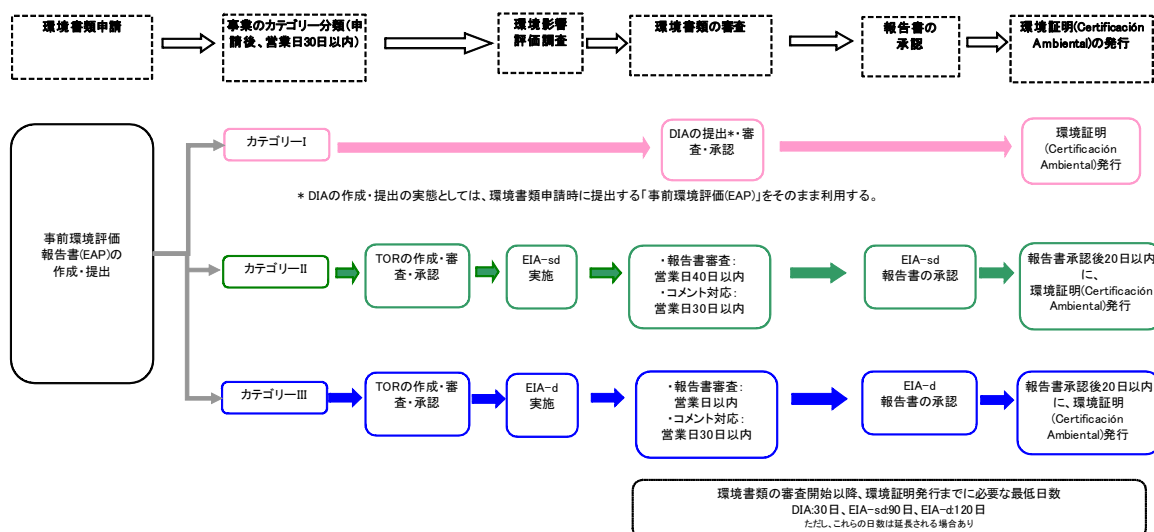 環境書類申請
事業のカテゴリー分類(申
請後、営業日30日以内)
環境影響
評価調査
環境書類の審査
報告書の
承認
環境証明(Certificación
Ambiental)の発行
事前環境評価
報告書(EAP)の
作成・提出
カテゴリーI
DIAの提出*・審
査・承認
環境証明
(Certificación
Ambiental)発行
* DIAの作成・提出の実態としては、環境書類申請時に提出する「事前環境評価(EAP)」をそのまま利用する。
カテゴリーII
TORの作成・審
査・承認
EIA-sd
実施
・報告書審査:
営業日40日以内
・コメント対応:
営業日30日以内
EIA-sd
報告書の承認
報告書承認後20日以内
に、
環境証明(Certificación
Ambiental)発行
カテゴリーIII
TORの作成・審
査・承認
EIA-d
実施
・報告書審査:
営業日以内
・コメント対応:
営業日30日以内
EIA-d
報告書の承認
報告書承認後20日以内
に、環境証明
(Certificación
Ambiental)発行
環境書類の審査開始以降、環境証明発行までに必要な最低日数
DIA:30日、EIA-sd:90日、EIA-d:120日
ただし、これらの日数は延長される場合あり